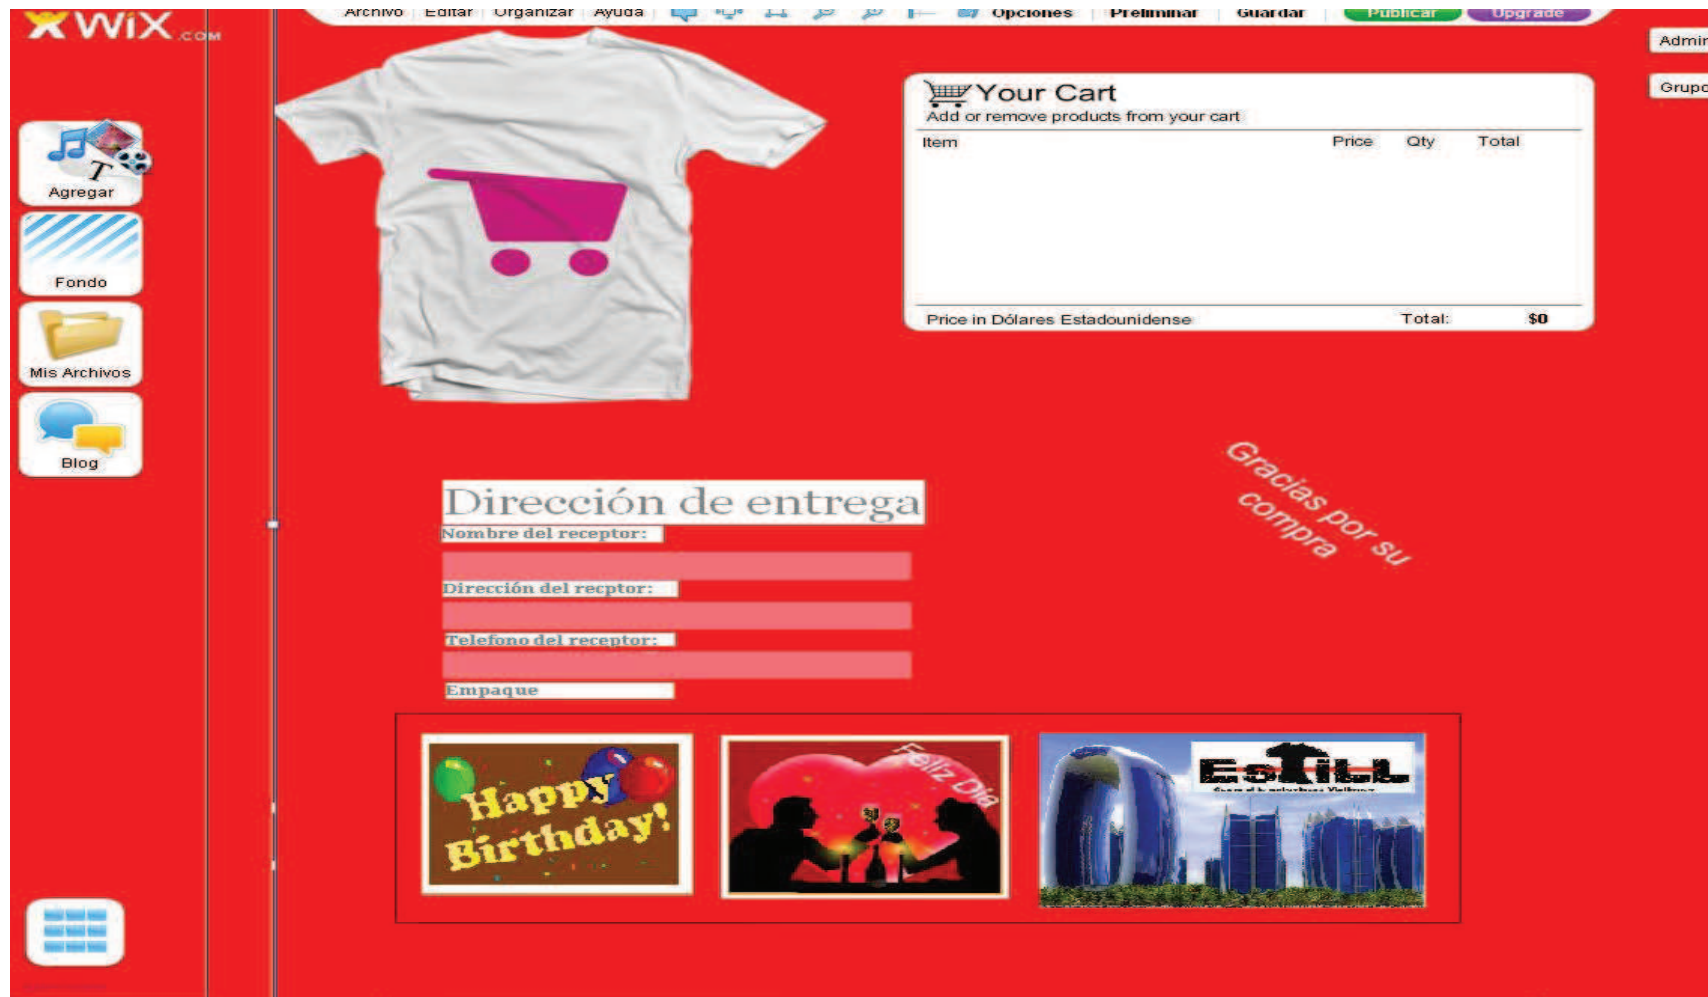 WiX.COM
Archivo Editar Organizar Ayuda Opciones Preliminar Guardar Publicar Upgrade
Admin
Grupo
Agregar
Fondo
Mis Archivos
Blog
Your Cart
Add or remove products from your cart
Item Price Qty Total
Price in Dólares Estadounidense Total: $0
Gracias por su
compra
Dirección de entrega
Nombre del receptor:
Dirección del recptor:
Telefono del receptor:
Empaque
Happy
Birthday!
Feliz Dia
EstiLL